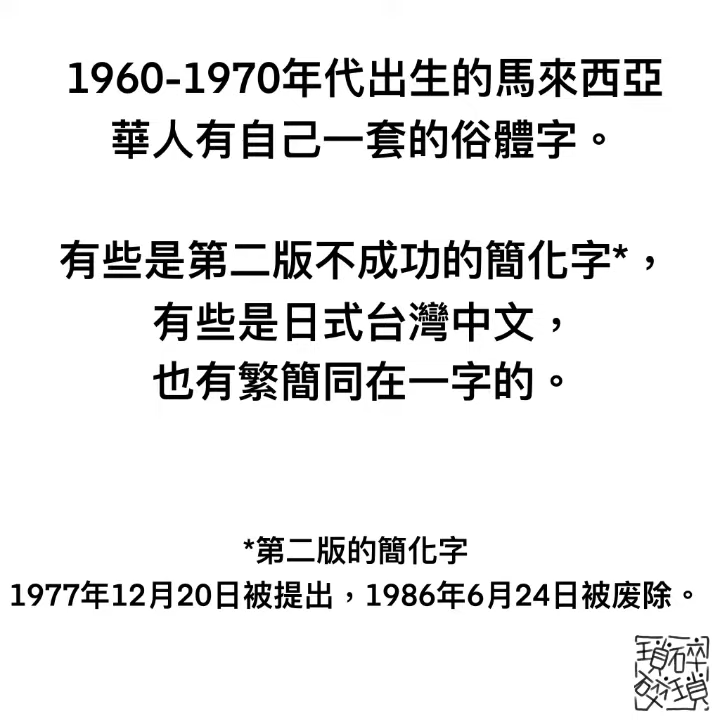 1960-1970年代出生的馬來西亞
華人有自己一套的俗體字。
有些是第二版不成功的簡化字*，
有些是日式台灣中文，
也有繁簡同在一字的。
*第二版的簡化字
1977年12月20日被提出，1986年6月24日被废除。